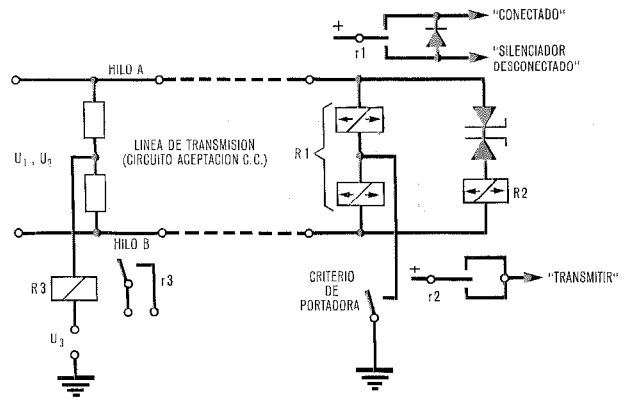 +
"CONECTADO"
r1
"SILENCIADOR
DESCONECTADO"
HILO A
LINEA DE TRANSMISION
(CIRCUITO ACEPTACION C.C.)
U1 , U2
R1
R2
HILO B
R3
r3
CRITERIO
DE
PORTADORA
+
r2
"TRANSMITIR"
U3